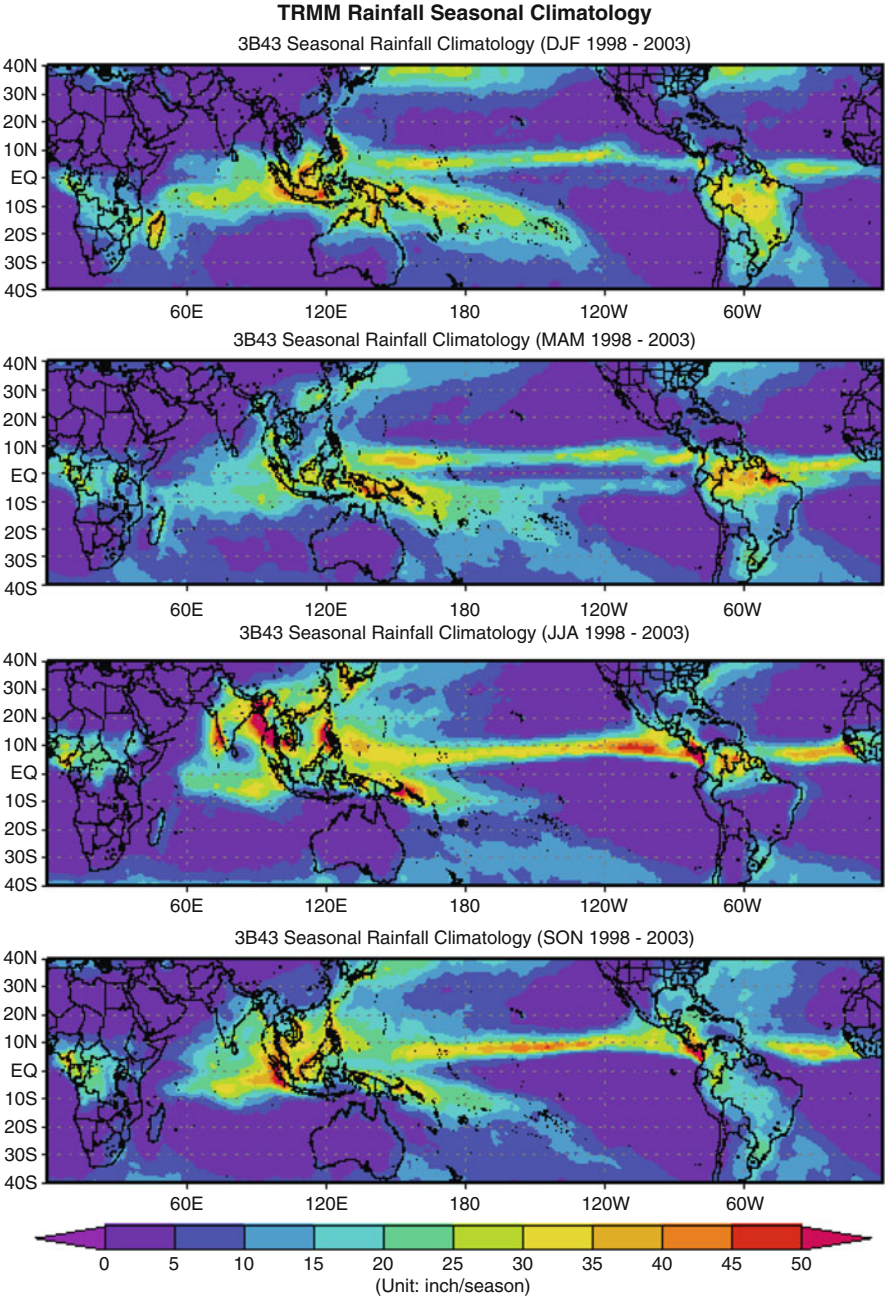 TRMM Rainfall Seasonal Climatology
3B43 Seasonal Rainfall Climatology (DJF 1998 - 2003)
40N
30N
20N
10N
EQ
10S
20S
30S
40S
60E 120E 180 120W 60W
3B43 Seasonal Rainfall Climatology (MAM 1998 - 2003)
40N
30N
20N
10N
EQ
10S
20S
30S
40S
60E 120E 180 120W 60W
3B43 Seasonal Rainfall Climatology (JJA 1998 - 2003)
40N
30N
20N
10N
EQ
10S
20S
30S
40S
60E 120E 180 120W 60W
3B43 Seasonal Rainfall Climatology (SON 1998 - 2003)
40N
30N
20N
10N
EQ
10S
20S
30S
40S
60E 120E 180 120W 60W
0 5 10 15 20 25 30 35 40 45 50
(Unit: inch/season)